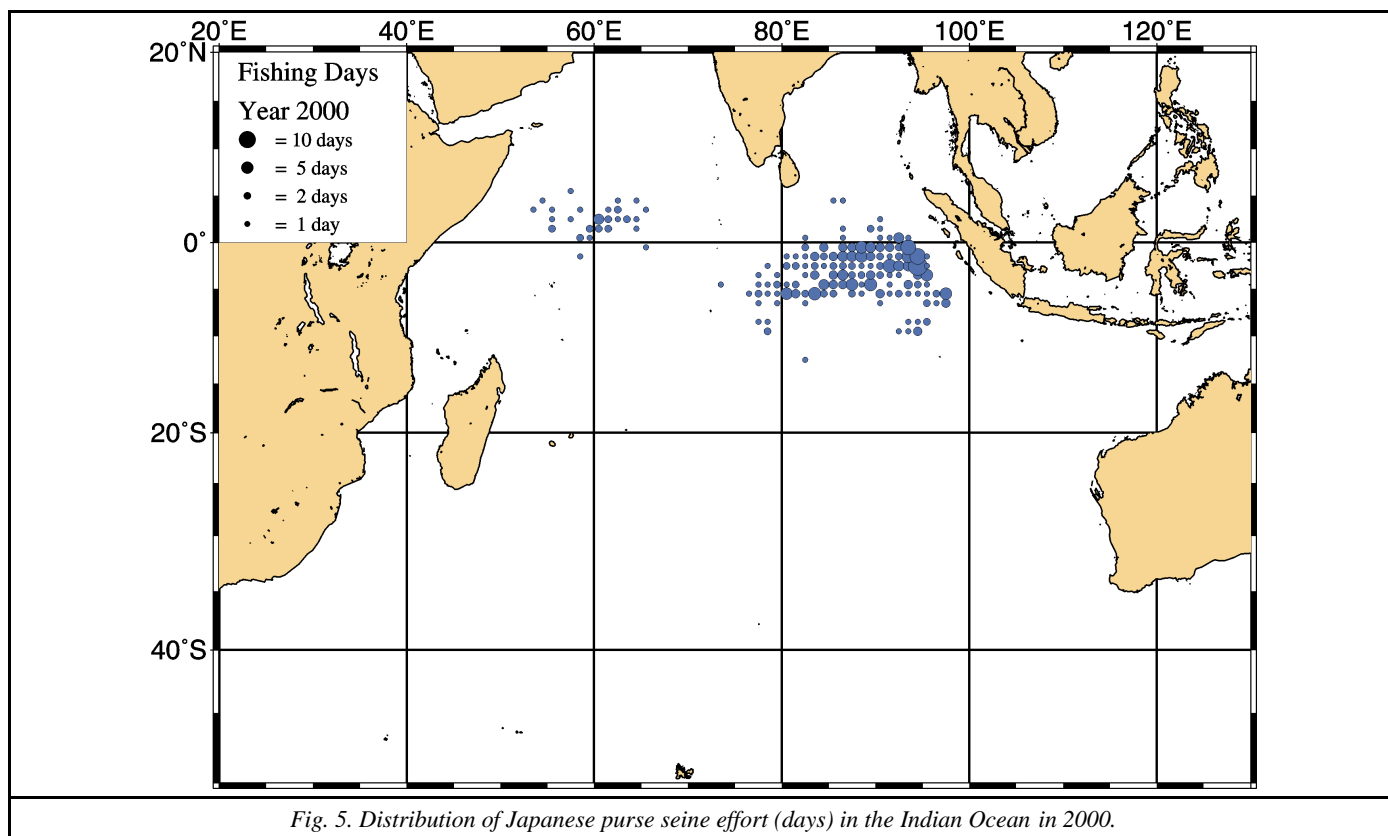 20°E 40°E 60°E 80°E 100°E 120°E
20°N
Fishing Days
Year 2000
= 10 days
= 5 days
= 2 days
= 1 day
0°
20°S
40°S
Fig. 5. Distribution of Japanese purse seine effort (days) in the Indian Ocean in 2000.